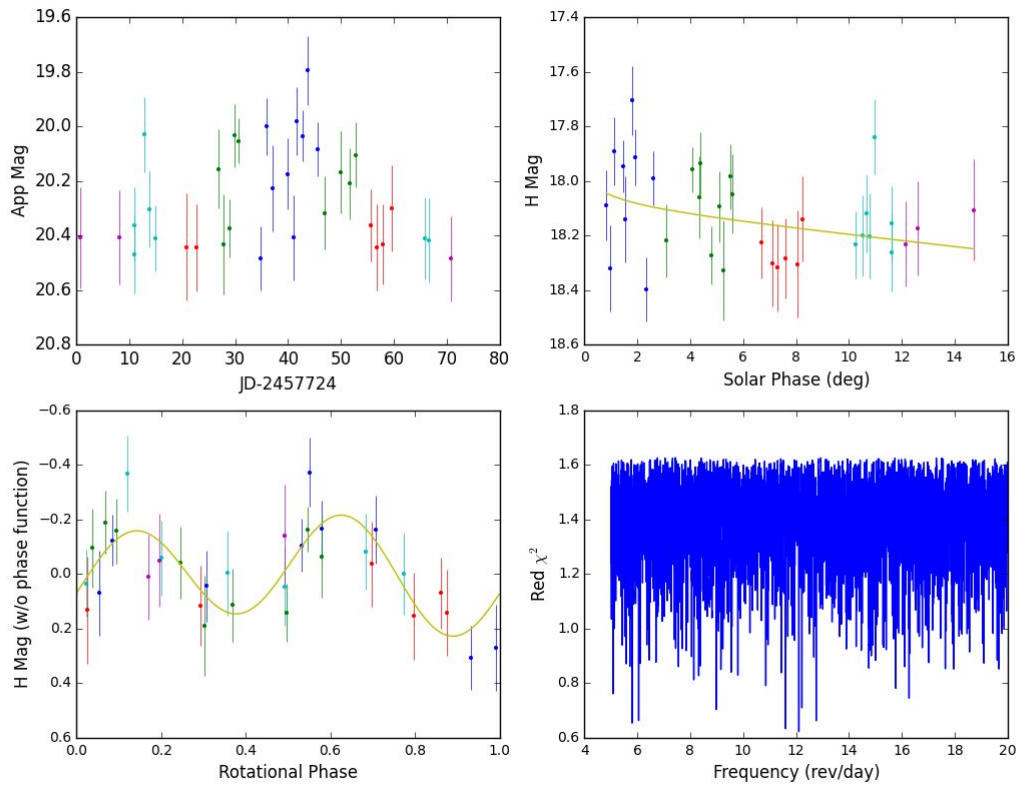 19.6
19.8
20.0
20.2
20.4
20.6
20.8
App Mag
0 10 20 30 40 50 60 70 80
JD-2457724
17.4
17.6
17.8
18.0
18.2
18.4
18.6
H Mag
0 2 4 6 8 10 12 14 16
Solar Phase (deg)
−0.6
−0.4
−0.2
0.0
0.2
0.4
0.6
H Mag (w/o phase function)
0.0 0.2 0.4 0.6 0.8 1.0
Rotational Phase
1.8
1.6
1.4
1.2
1.0
0.8
0.6
Red χ²
4 6 8 10 12 14 16 18 20
Frequency (rev/day)